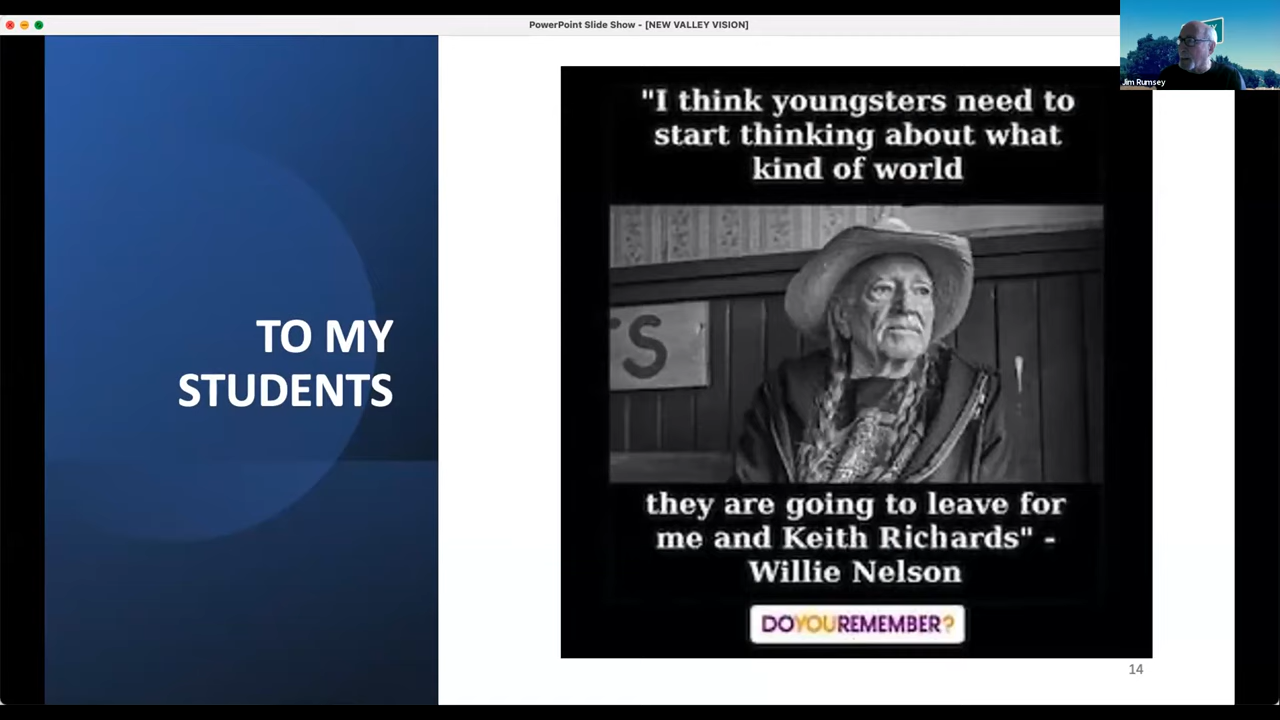 PowerPoint Slide Show - [NEW VALLEY VISION]
Jim Rumsey
TO MY
STUDENTS
"I think youngsters need to
start thinking about what
kind of world
TS
they are going to leave for
me and Keith Richards" -
Willie Nelson
DOYOUREMEMBER?
14